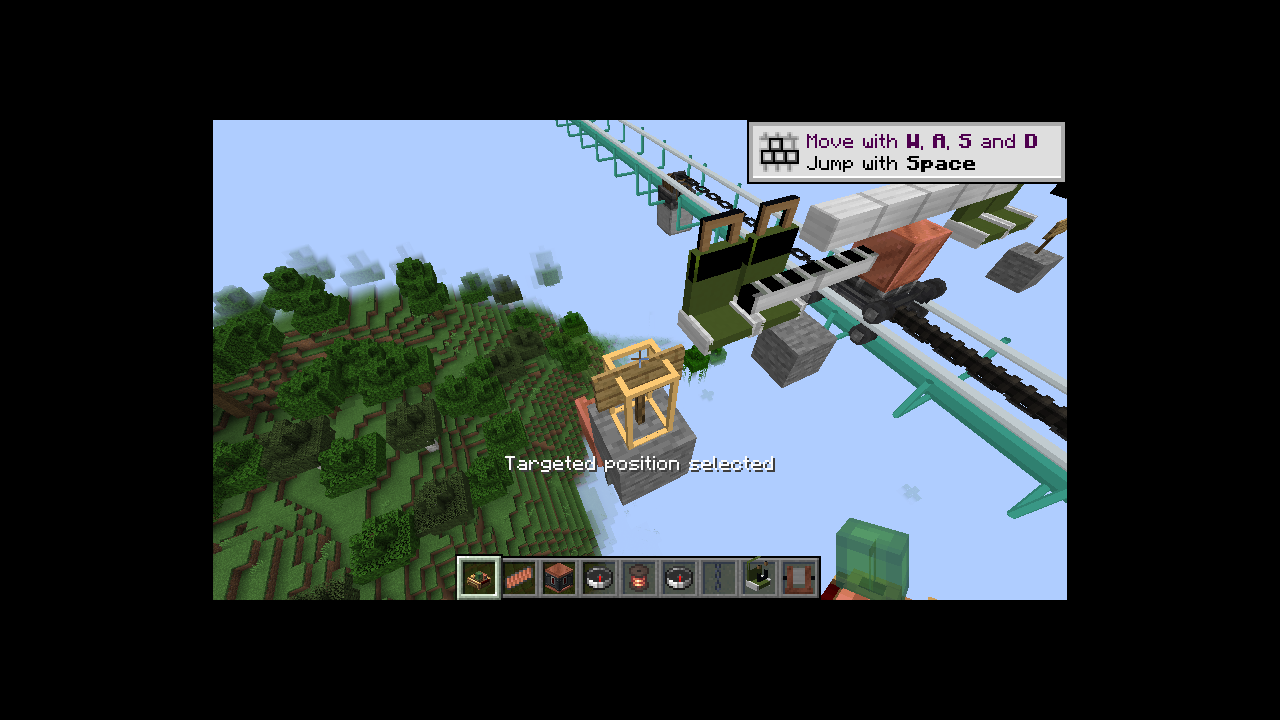 Move with W, A, S and D
Jump with Space
Targeted position selected